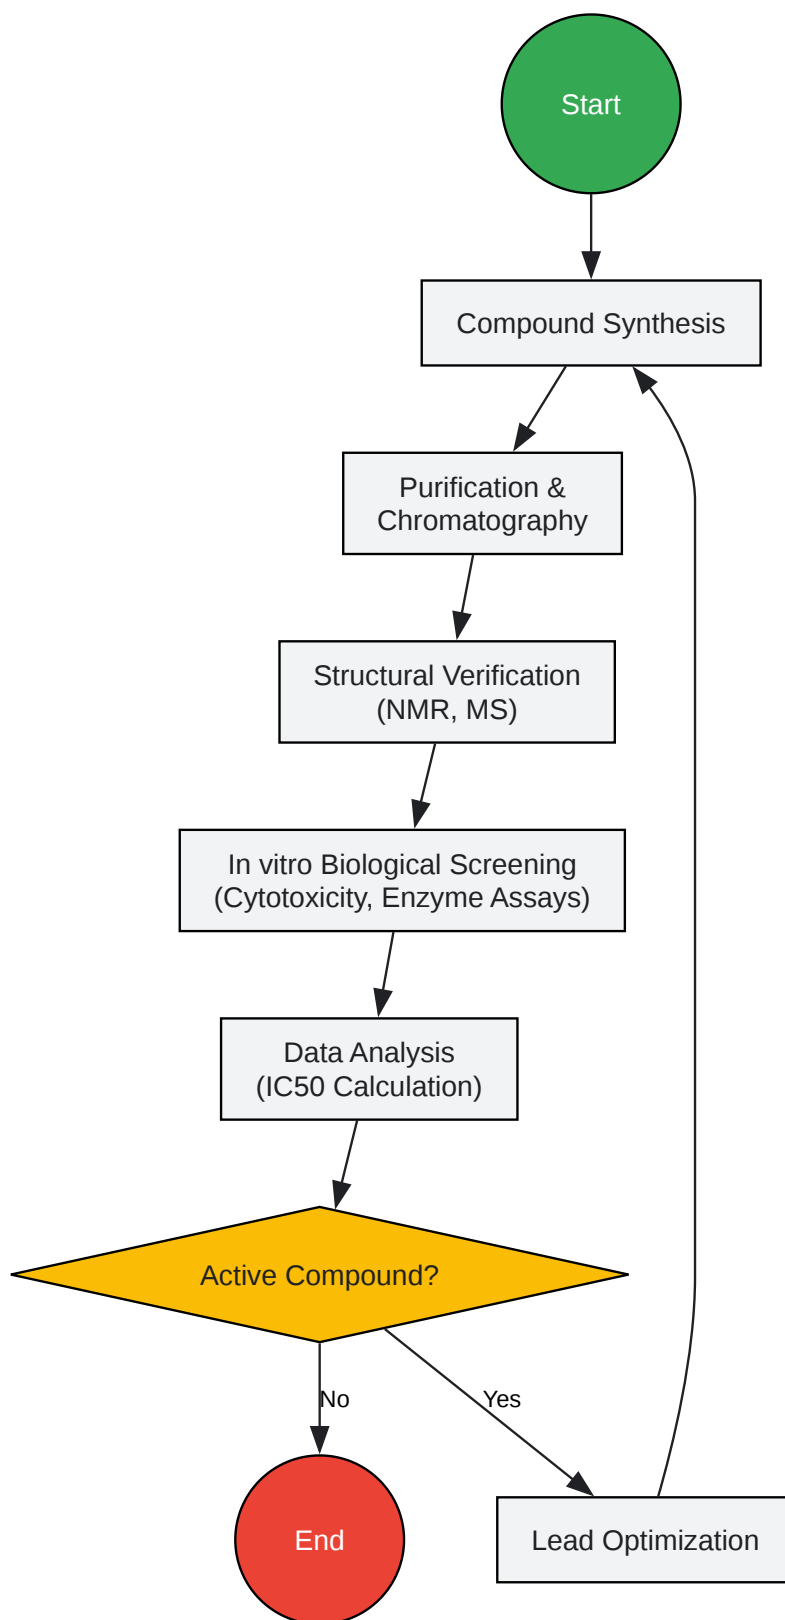 Start
Compound Synthesis
Purification &
Chromatography
Structural Verification
(NMR, MS)
In vitro Biological Screening
(Cytotoxicity, Enzyme Assays)
Data Analysis
(IC50 Calculation)
Active Compound?
No
Yes
End
Lead Optimization